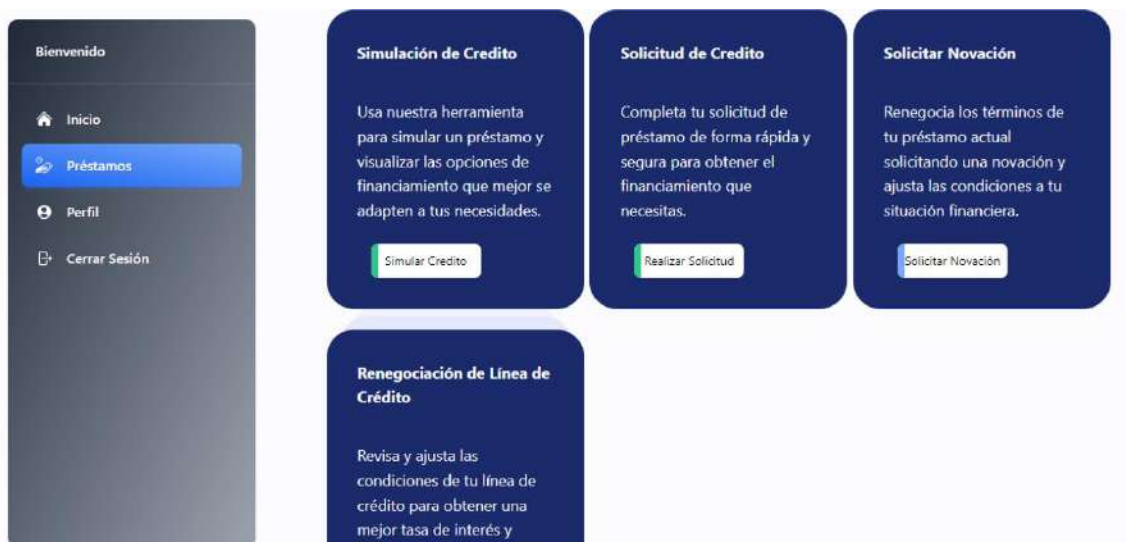 Bienvenido
Inicio
Préstamos
Perfil
Cerrar Sesión
Simulación de Credito
Usa nuestra herramienta
para simular un préstamo y
visualizar las opciones de
financiamiento que mejor se
adapten a tus necesidades.
Simular Credito
Solicitud de Credito
Completa tu solicitud de
préstamo de forma rápida y
segura para obtener el
financiamiento que
necesitas.
Realizar Solicitud
Solicitar Novación
Renegocia los términos de
tu préstamo actual
solicitando una novación y
ajusta las condiciones a tu
situación financiera.
Solicitar Novación
Renegociación de Línea de
Crédito
Revisa y ajusta las
condiciones de tu línea de
crédito para obtener una
mejor tasa de interés y